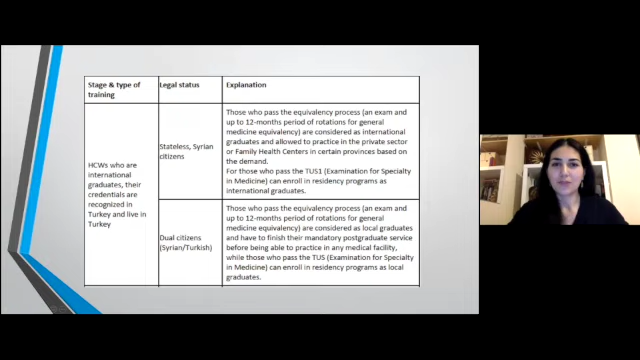 Stage & type of training
Legal status
Explanation
HCWs who are
international
graduates, their
credentials are
recognized in
Turkey and live in
Turkey
Stateless, Syrian
citizens
Those who pass the equivalency process (an exam and
up to 12-months period of rotations for general
medicine equivalency) are considered as international
graduates and allowed to practice in the private sector
or Family Health Centers in certain provinces based on
the demand.
For those who pass the TUS1 (Examination for Specialty
in Medicine) can enroll in residency programs as
international graduates.
Dual citizens
(Syrian/Turkish)
Those who pass the equivalency process (an exam and
up to 12-months period of rotations for general
medicine equivalency) are considered as local graduates
and have to finish their mandatory postgraduate service
before being able to practice in any medical facility,
while those who pass the TUS (Examination for Specialty
in Medicine) can enroll in residency programs as local
graduates.